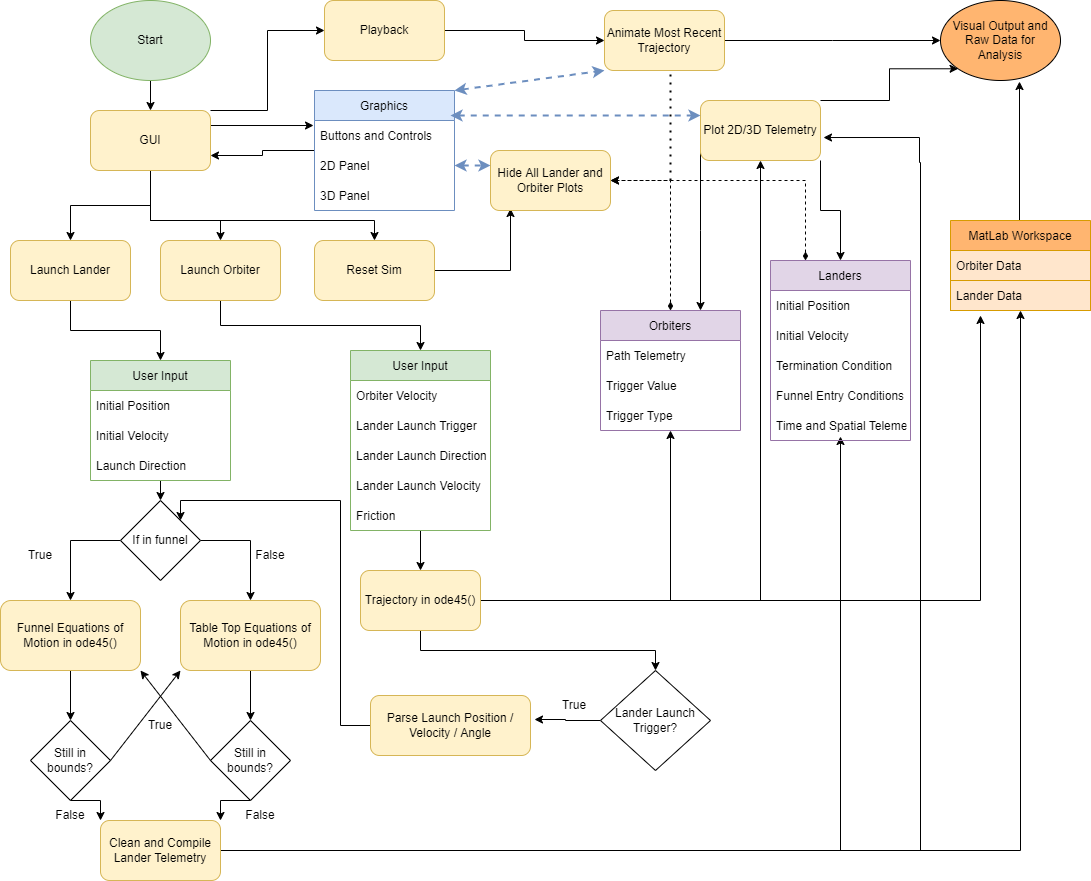 Start
Playback
Animate Most Recent
Trajectory
Visual Output and
Raw Data for
Analysis
GUI
Graphics
Buttons and Controls
2D Panel
3D Panel
Plot 2D/3D Telemetry
Hide All Lander and
Orbiter Plots
Launch Lander
Launch Orbiter
Reset Sim
MatLab Workspace
Orbiter Data
Lander Data
Landers
Initial Position
Initial Velocity
Termination Condition
Funnel Entry Conditions
Time and Spatial Teleme
Orbiters
Path Telemetry
Trigger Value
Trigger Type
User Input
Initial Position
Initial Velocity
Launch Direction
User Input
Orbiter Velocity
Lander Launch Trigger
Lander Launch Direction
Lander Launch Velocity
Friction
If in funnel
True
False
Funnel Equations of
Motion in ode45()
Table Top Equations of
Motion in ode45()
Trajectory in ode45()
Lander Launch
Trigger?
True
Parse Launch Position /
Velocity / Angle
True
Still in
bounds?
Still in
bounds?
False
False
Clean and Compile
Lander Telemetry